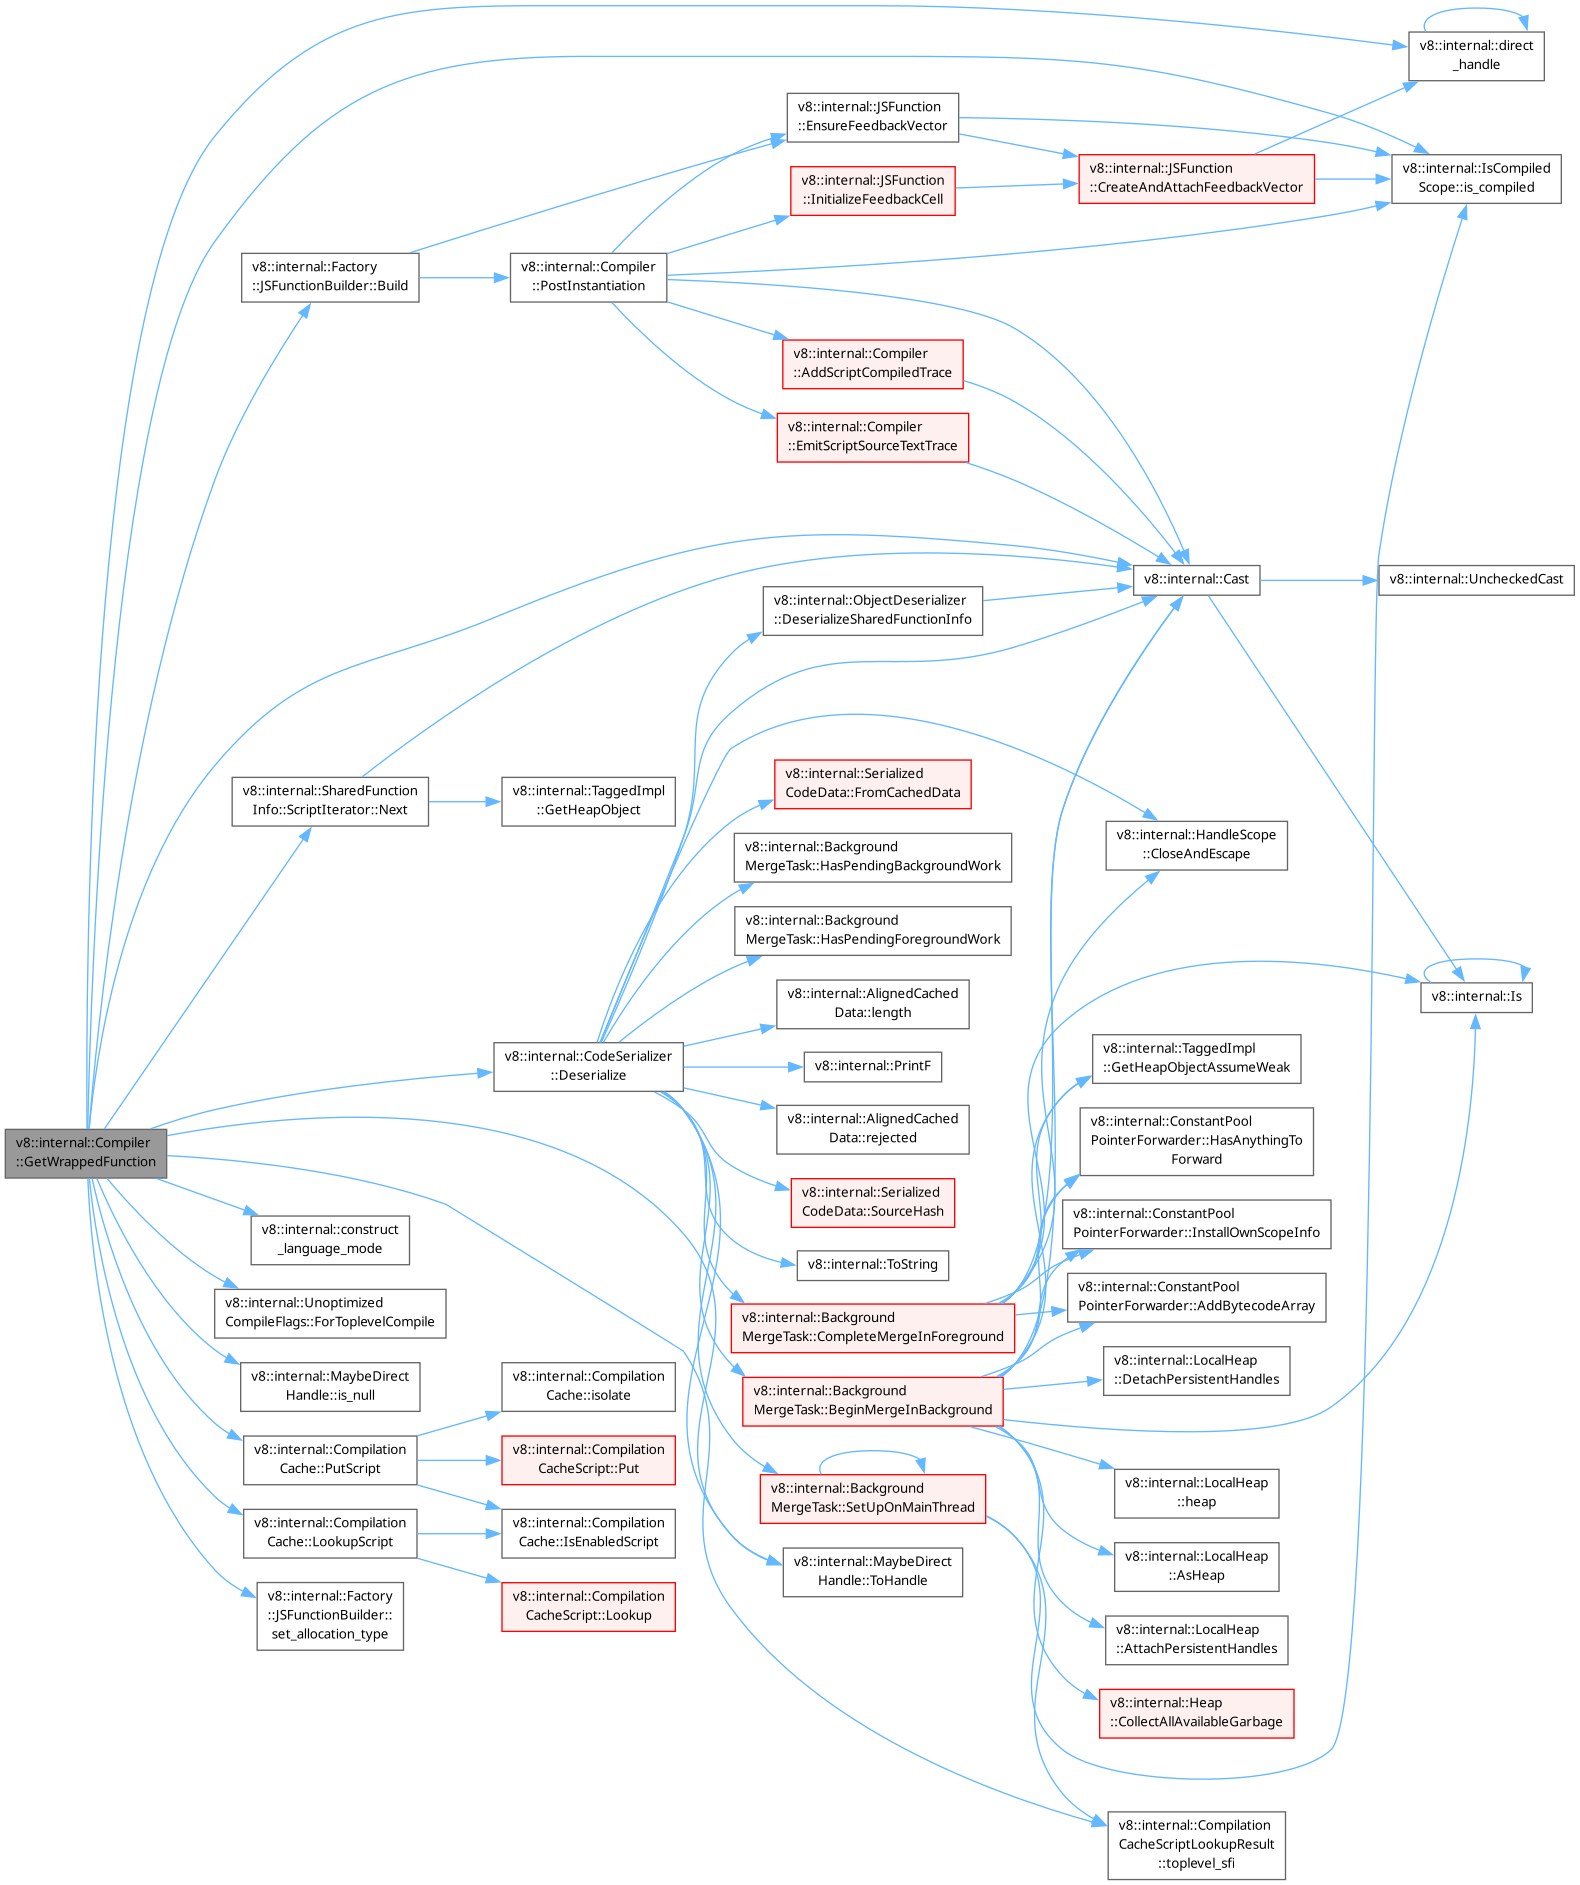 v8::internal::Compiler
::GetWrappedFunction
v8::internal::Factory
::JSFunctionBuilder::Build
v8::internal::SharedFunction
Info::ScriptIterator::Next
v8::internal::construct
_language_mode
v8::internal::Unoptimized
CompileFlags::ForToplevelCompile
v8::internal::MaybeDirect
Handle::is_null
v8::internal::Compilation
Cache::PutScript
v8::internal::Compilation
Cache::LookupScript
v8::internal::Factory
::JSFunctionBuilder::
set_allocation_type
v8::internal::Compiler
::PostInstantiation
v8::internal::TaggedImpl
::GetHeapObject
v8::internal::CodeSerializer
::Deserialize
v8::internal::Compilation
Cache::isolate
v8::internal::Compilation
CacheScript::Put
v8::internal::Compilation
Cache::IsEnabledScript
v8::internal::Compilation
CacheScript::Lookup
v8::internal::JSFunction
::EnsureFeedbackVector
v8::internal::JSFunction
::InitializeFeedbackCell
v8::internal::Compiler
::AddScriptCompiledTrace
v8::internal::Compiler
::EmitScriptSourceTextTrace
v8::internal::ObjectDeserializer
::DeserializeSharedFunctionInfo
v8::internal::Serialized
CodeData::FromCachedData
v8::internal::Background
MergeTask::HasPendingBackgroundWork
v8::internal::Background
MergeTask::HasPendingForegroundWork
v8::internal::AlignedCached
Data::length
v8::internal::PrintF
v8::internal::AlignedCached
Data::rejected
v8::internal::Serialized
CodeData::SourceHash
v8::internal::ToString
v8::internal::Background
MergeTask::CompleteMergeInForeground
v8::internal::Background
MergeTask::BeginMergeInBackground
v8::internal::Background
MergeTask::SetUpOnMainThread
v8::internal::MaybeDirect
Handle::ToHandle
v8::internal::JSFunction
::CreateAndAttachFeedbackVector
v8::internal::Cast
v8::internal::HandleScope
::CloseAndEscape
v8::internal::TaggedImpl
::GetHeapObjectAssumeWeak
v8::internal::ConstantPool
PointerForwarder::HasAnythingTo
Forward
v8::internal::ConstantPool
PointerForwarder::InstallOwnScopeInfo
v8::internal::ConstantPool
PointerForwarder::AddBytecodeArray
v8::internal::LocalHeap
::DetachPersistentHandles
v8::internal::LocalHeap
::heap
v8::internal::LocalHeap
::AsHeap
v8::internal::LocalHeap
::AttachPersistentHandles
v8::internal::Heap
::CollectAllAvailableGarbage
v8::internal::Compilation
CacheScriptLookupResult
::toplevel_sfi
v8::internal::direct
_handle
v8::internal::IsCompiled
Scope::is_compiled
v8::internal::UncheckedCast
v8::internal::Is